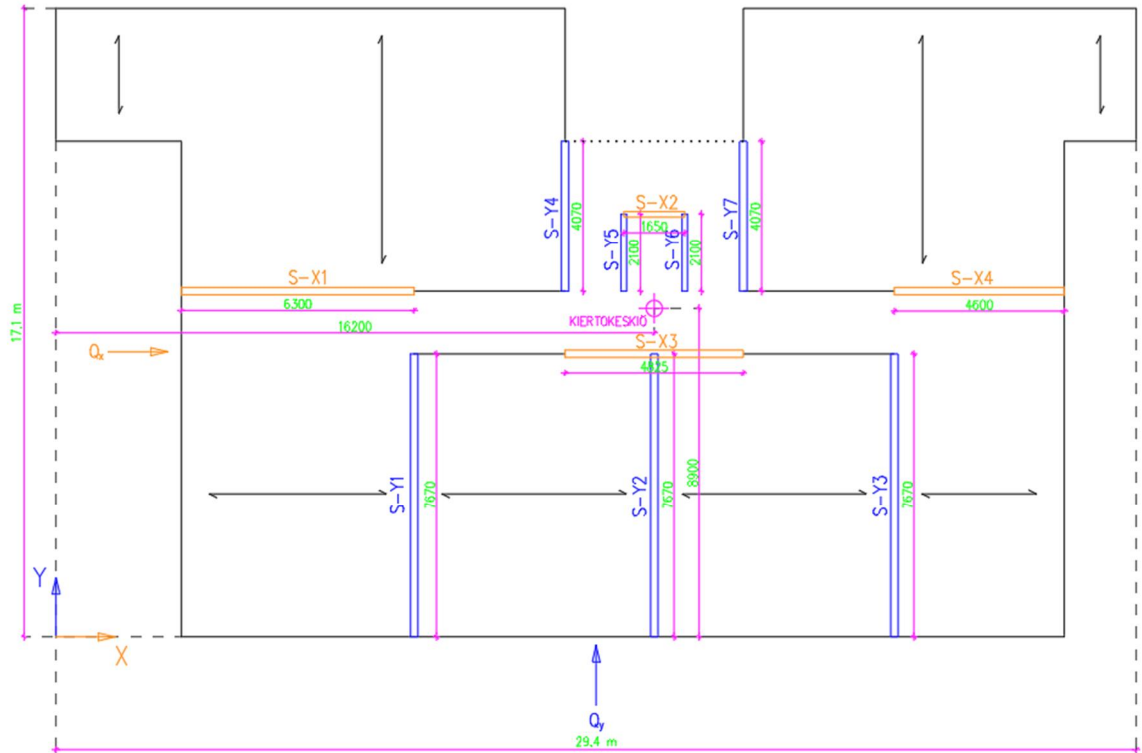 S-X2
S-Y4
4070
S-Y5
1650
2100
S-Y6
2100
S-Y7
4070
S-X1
6300
S-X4
4600
KIERTOKESKIÖ
16200
17,1 m
Qx
S-X3
4825
S-Y1
7670
S-Y2
7670
8900
S-Y3
7670
Y
X
Qy
29.4 m